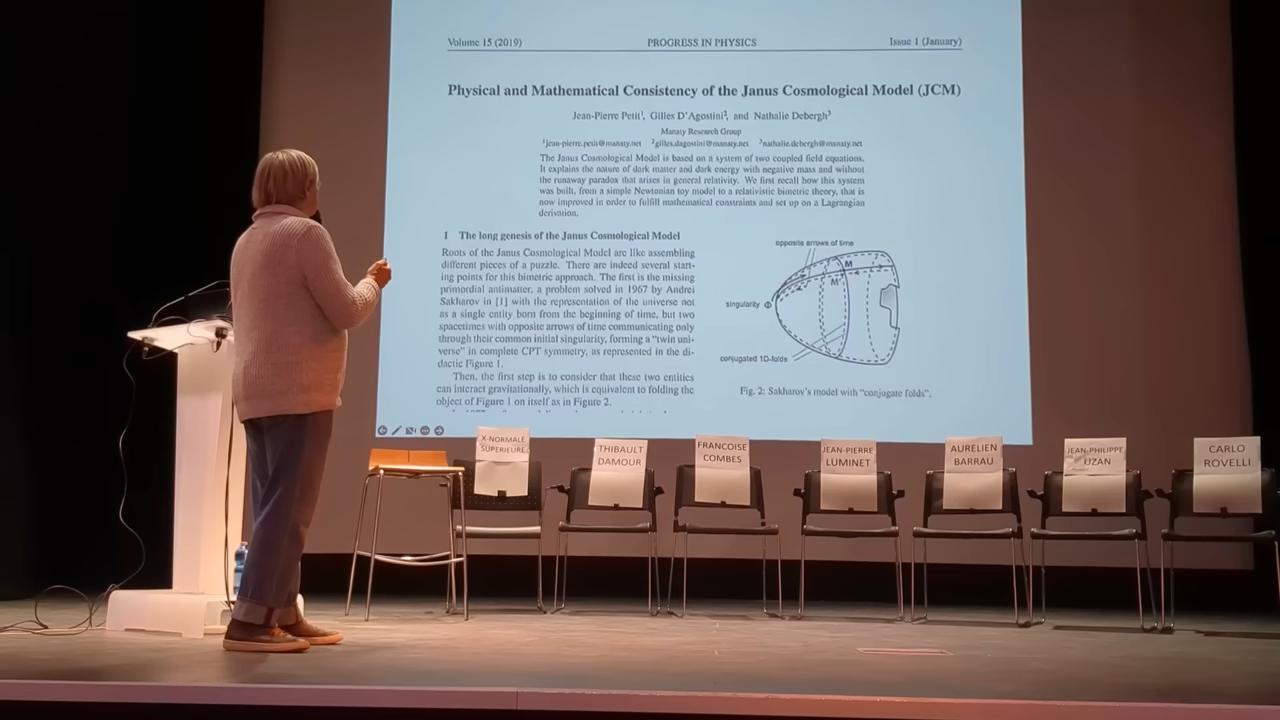 Volume 15 (2019) PROGRESS IN PHYSICS Issue 1 (January)
Physical and Mathematical Consistency of the Janus Cosmological Model (JCM)
Jean-Pierre Petit¹, Gilles D'Agostini², and Nathalie Debergh³
Manaty Research Group
¹jean-pierre.petit@manaty.net ²gilles.dagostini@manaty.net ³nathalie.debergh@manaty.net
The Janus Cosmological Model is based on a system of two coupled field equations.
It explains the nature of dark matter and dark energy with negative mass and without
the runaway paradox that arises in general relativity. We first recall how this system
was built, from a simple Newtonian toy model to a relativistic bimetric theory, that is
now improved in order to fulfill mathematical constraints and set up on a Lagrangian
derivation.
1 The long genesis of the Janus Cosmological Model
Roots of the Janus Cosmological Model are like assembling
different pieces of a puzzle. There are indeed several start-
ing points for this bimetric approach. The first is the missing
primordial antimatter, a problem solved in 1967 by Andrei
Sakharov in [1] with the representation of the universe not
as a single entity born from the beginning of time, but two
spacetimes with opposite arrows of time communicating only
through their common initial singularity, forming a "twin uni-
verse" in complete CPT symmetry, as represented in the di-
dactic Figure 1.
Then, the first step is to consider that these two entities
can interact gravitationally, which is equivalent to folding the
object of Figure 1 on itself as in Figure 2.
opposite arrows of time
M
M'
singularity Φ
conjugated 1D-folds
Fig. 2: Sakharov's model with "conjugate folds".
X-NORMALE
SUPERIEURE
THIBAULT
DAMOUR
FRANCOISE
COMBES
JEAN-PIERRE
LUMINET
AURELIEN
BARRAU
JEAN-PHILIPPE
UZAN
CARLO
ROVELLI